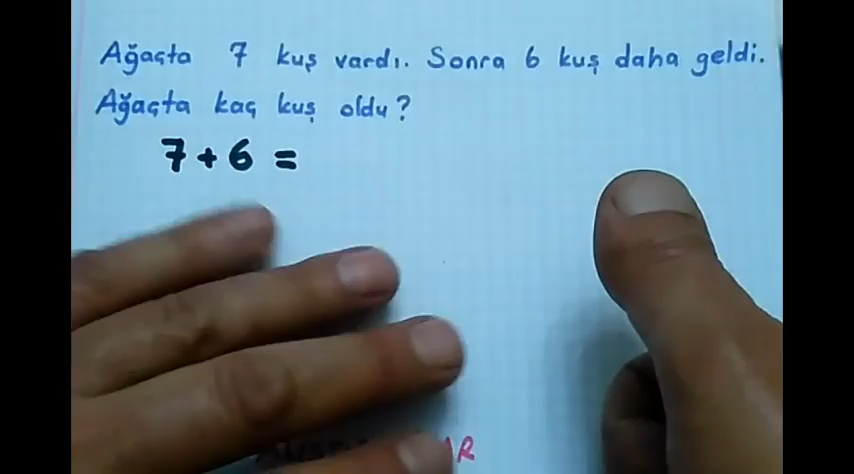 Ağaçta 7 kuş vardı. Sonra 6 kuş daha geldi.
Ağaçta kaç kuş oldu?
7+6=